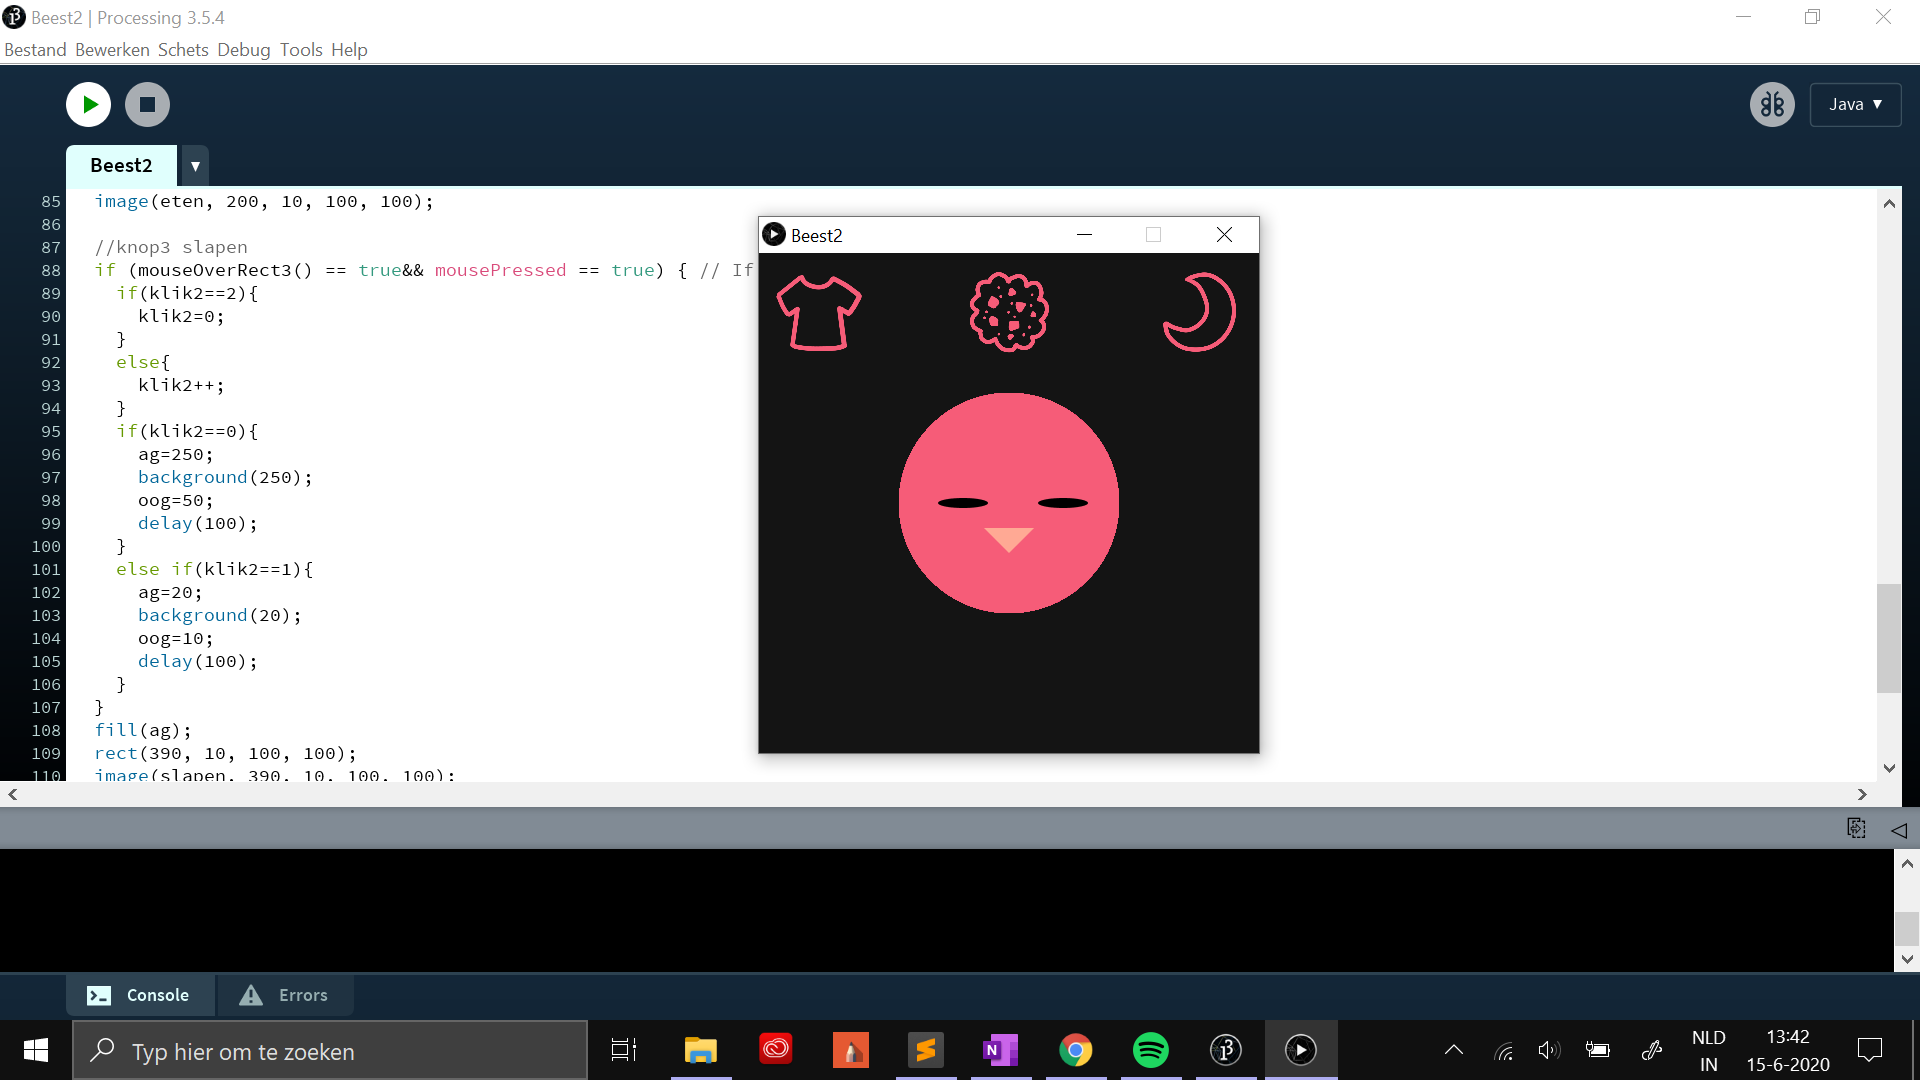 Beest2 | Processing 3.5.4
Bestand Bewerken Schets Debug Tools Help
Java ▼
Beest2 ▼
85 image(eten, 200, 10, 100, 100);
86
87 //knop3 slapen
88 if (mouseOverRect3() == true&& mousePressed == true) { // If
89 if(klik2==2){
90 klik2=0;
91 }
92 else{
93 klik2++;
94 }
95 if(klik2==0){
96 ag=250;
97 background(250);
98 oog=50;
99 delay(100);
100 }
101 else if(klik2==1){
102 ag=20;
103 background(20);
104 oog=10;
105 delay(100);
106 }
107 }
108 fill(ag);
109 rect(390, 10, 100, 100);
110 image(slapen, 390, 10, 100, 100);
Beest2
Console
Errors
Typ hier om te zoeken
NLD
IN
13:42
15-6-2020